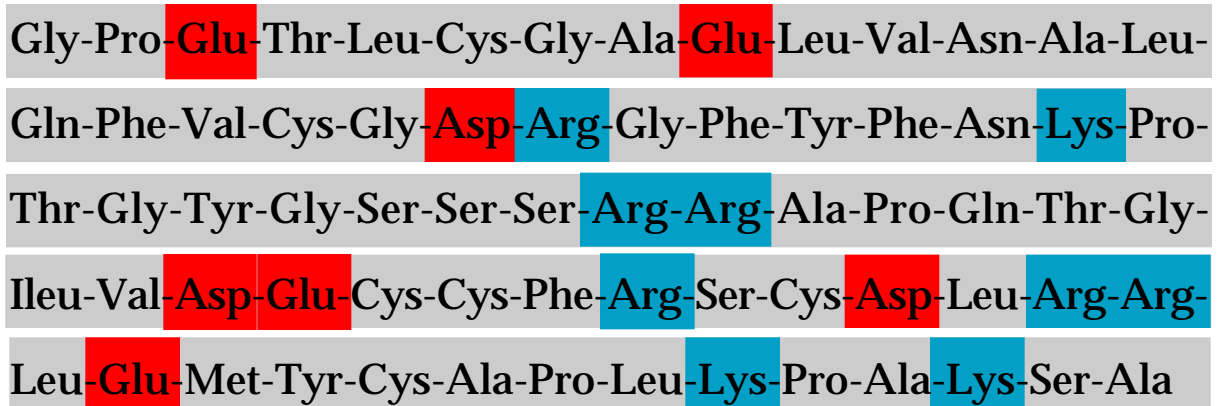 Gly-Pro-Glu-Thr-Leu-Cys-Gly-Ala-Glu-Leu-Val-Asn-Ala-Leu-
Gln-Phe-Val-Cys-Gly-Asp-Arg-Gly-Phe-Tyr-Phe-Asn-Lys-Pro-
Thr-Gly-Tyr-Gly-Ser-Ser-Ser-Arg-Arg-Ala-Pro-Gln-Thr-Gly-
Ileu-Val-Asp-Glu-Cys-Cys-Phe-Arg-Ser-Cys-Asp-Leu-Arg-Arg-
Leu-Glu-Met-Tyr-Cys-Ala-Pro-Leu-Lys-Pro-Ala-Lys-Ser-Ala